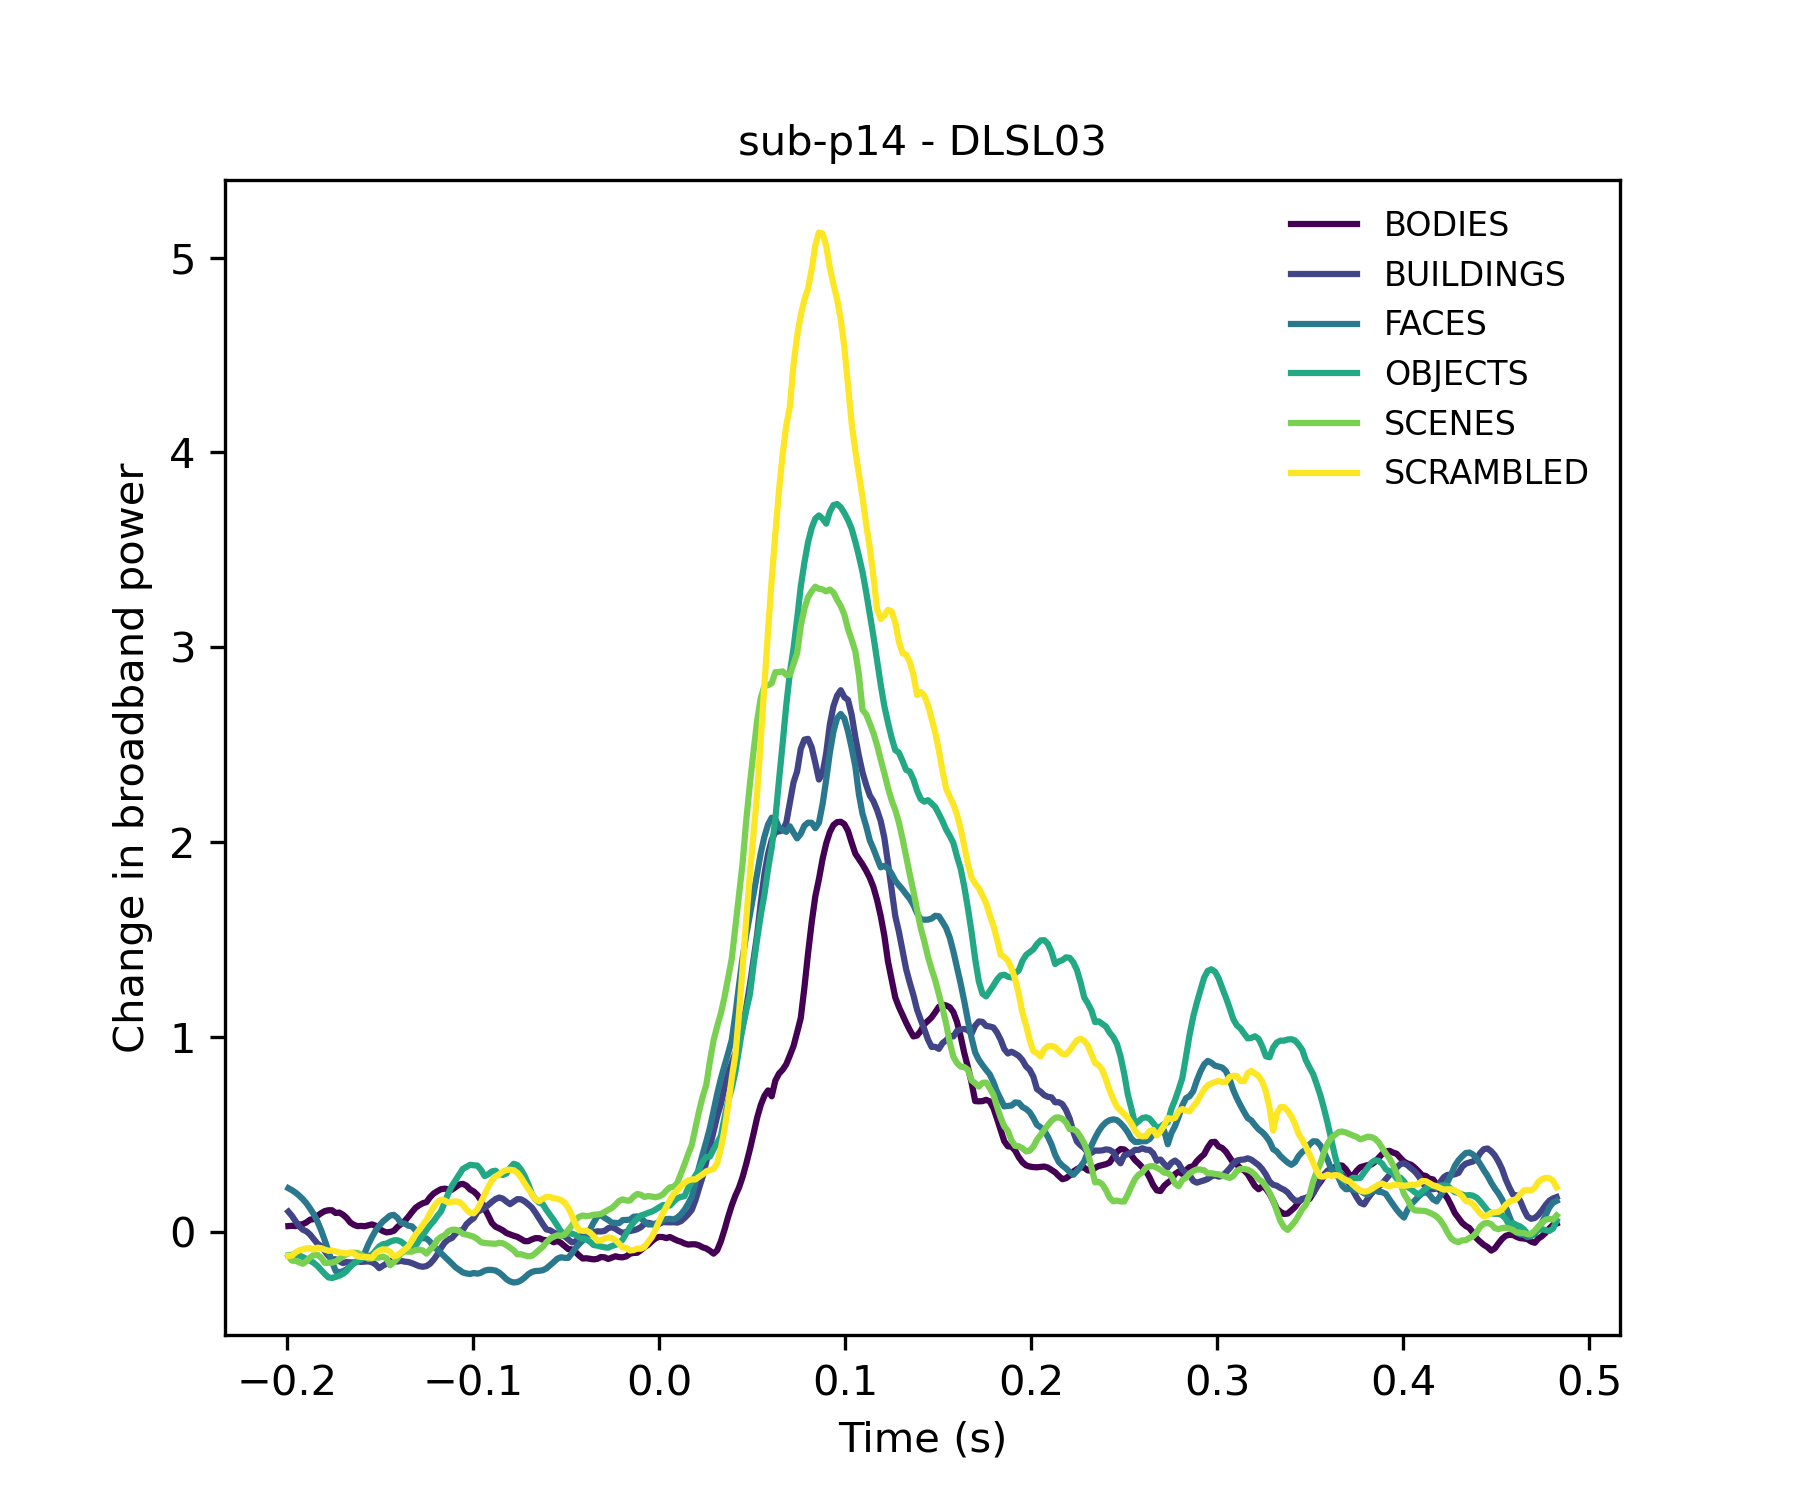 sub-p14 - DLSL03
BODIES
BUILDINGS
FACES
OBJECTS
SCENES
SCRAMBLED
5
4
3
2
1
0
Change in broadband power
−0.2 −0.1 0.0 0.1 0.2 0.3 0.4 0.5
Time (s)